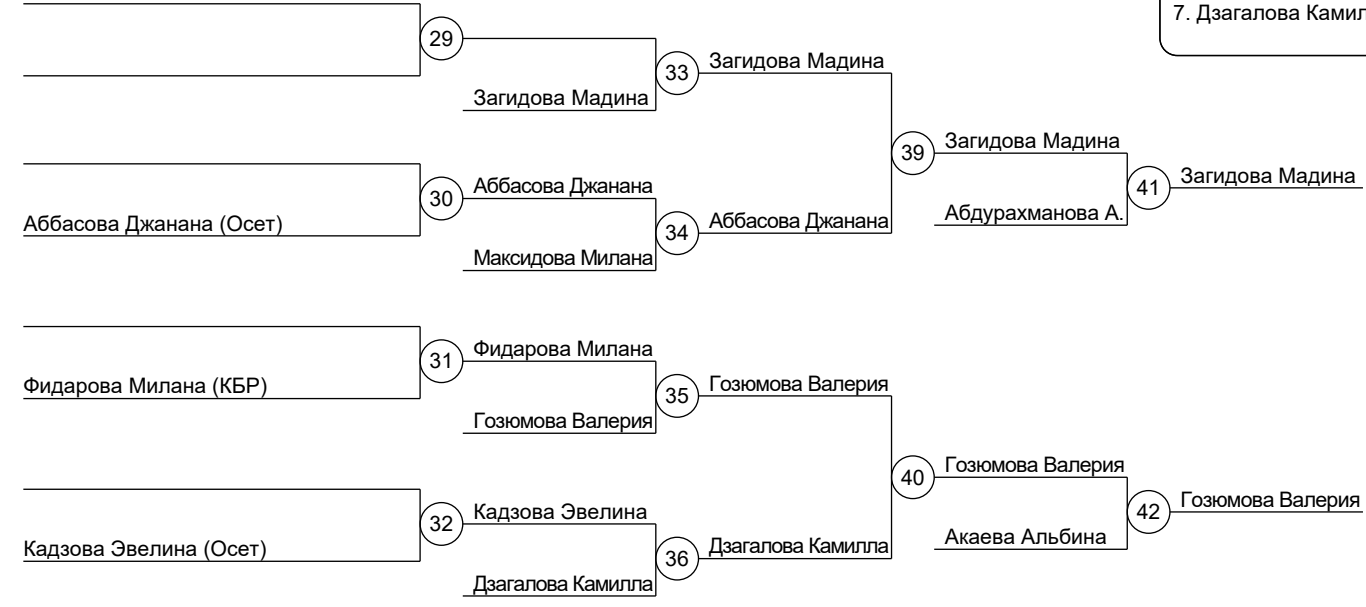 7. Дзагалова Камил
29
Загидова Мадина
33
Загидова Мадина
Загидова Мадина
39
30
Аббасова Джанана
Загидова Мадина
41
Аббасова Джанана (Осет)
34
Аббасова Джанана
Абдурахманова А.
Максидова Милана
31
Фидарова Милана
Фидарова Милана (КБР)
35
Гозюмова Валерия
Гозюмова Валерия
Гозюмова Валерия
40
32
Кадзова Эвелина
42
Гозюмова Валерия
Кадзова Эвелина (Осет)
36
Дзагалова Камилла
Акаева Альбина
Дзагалова Камилла